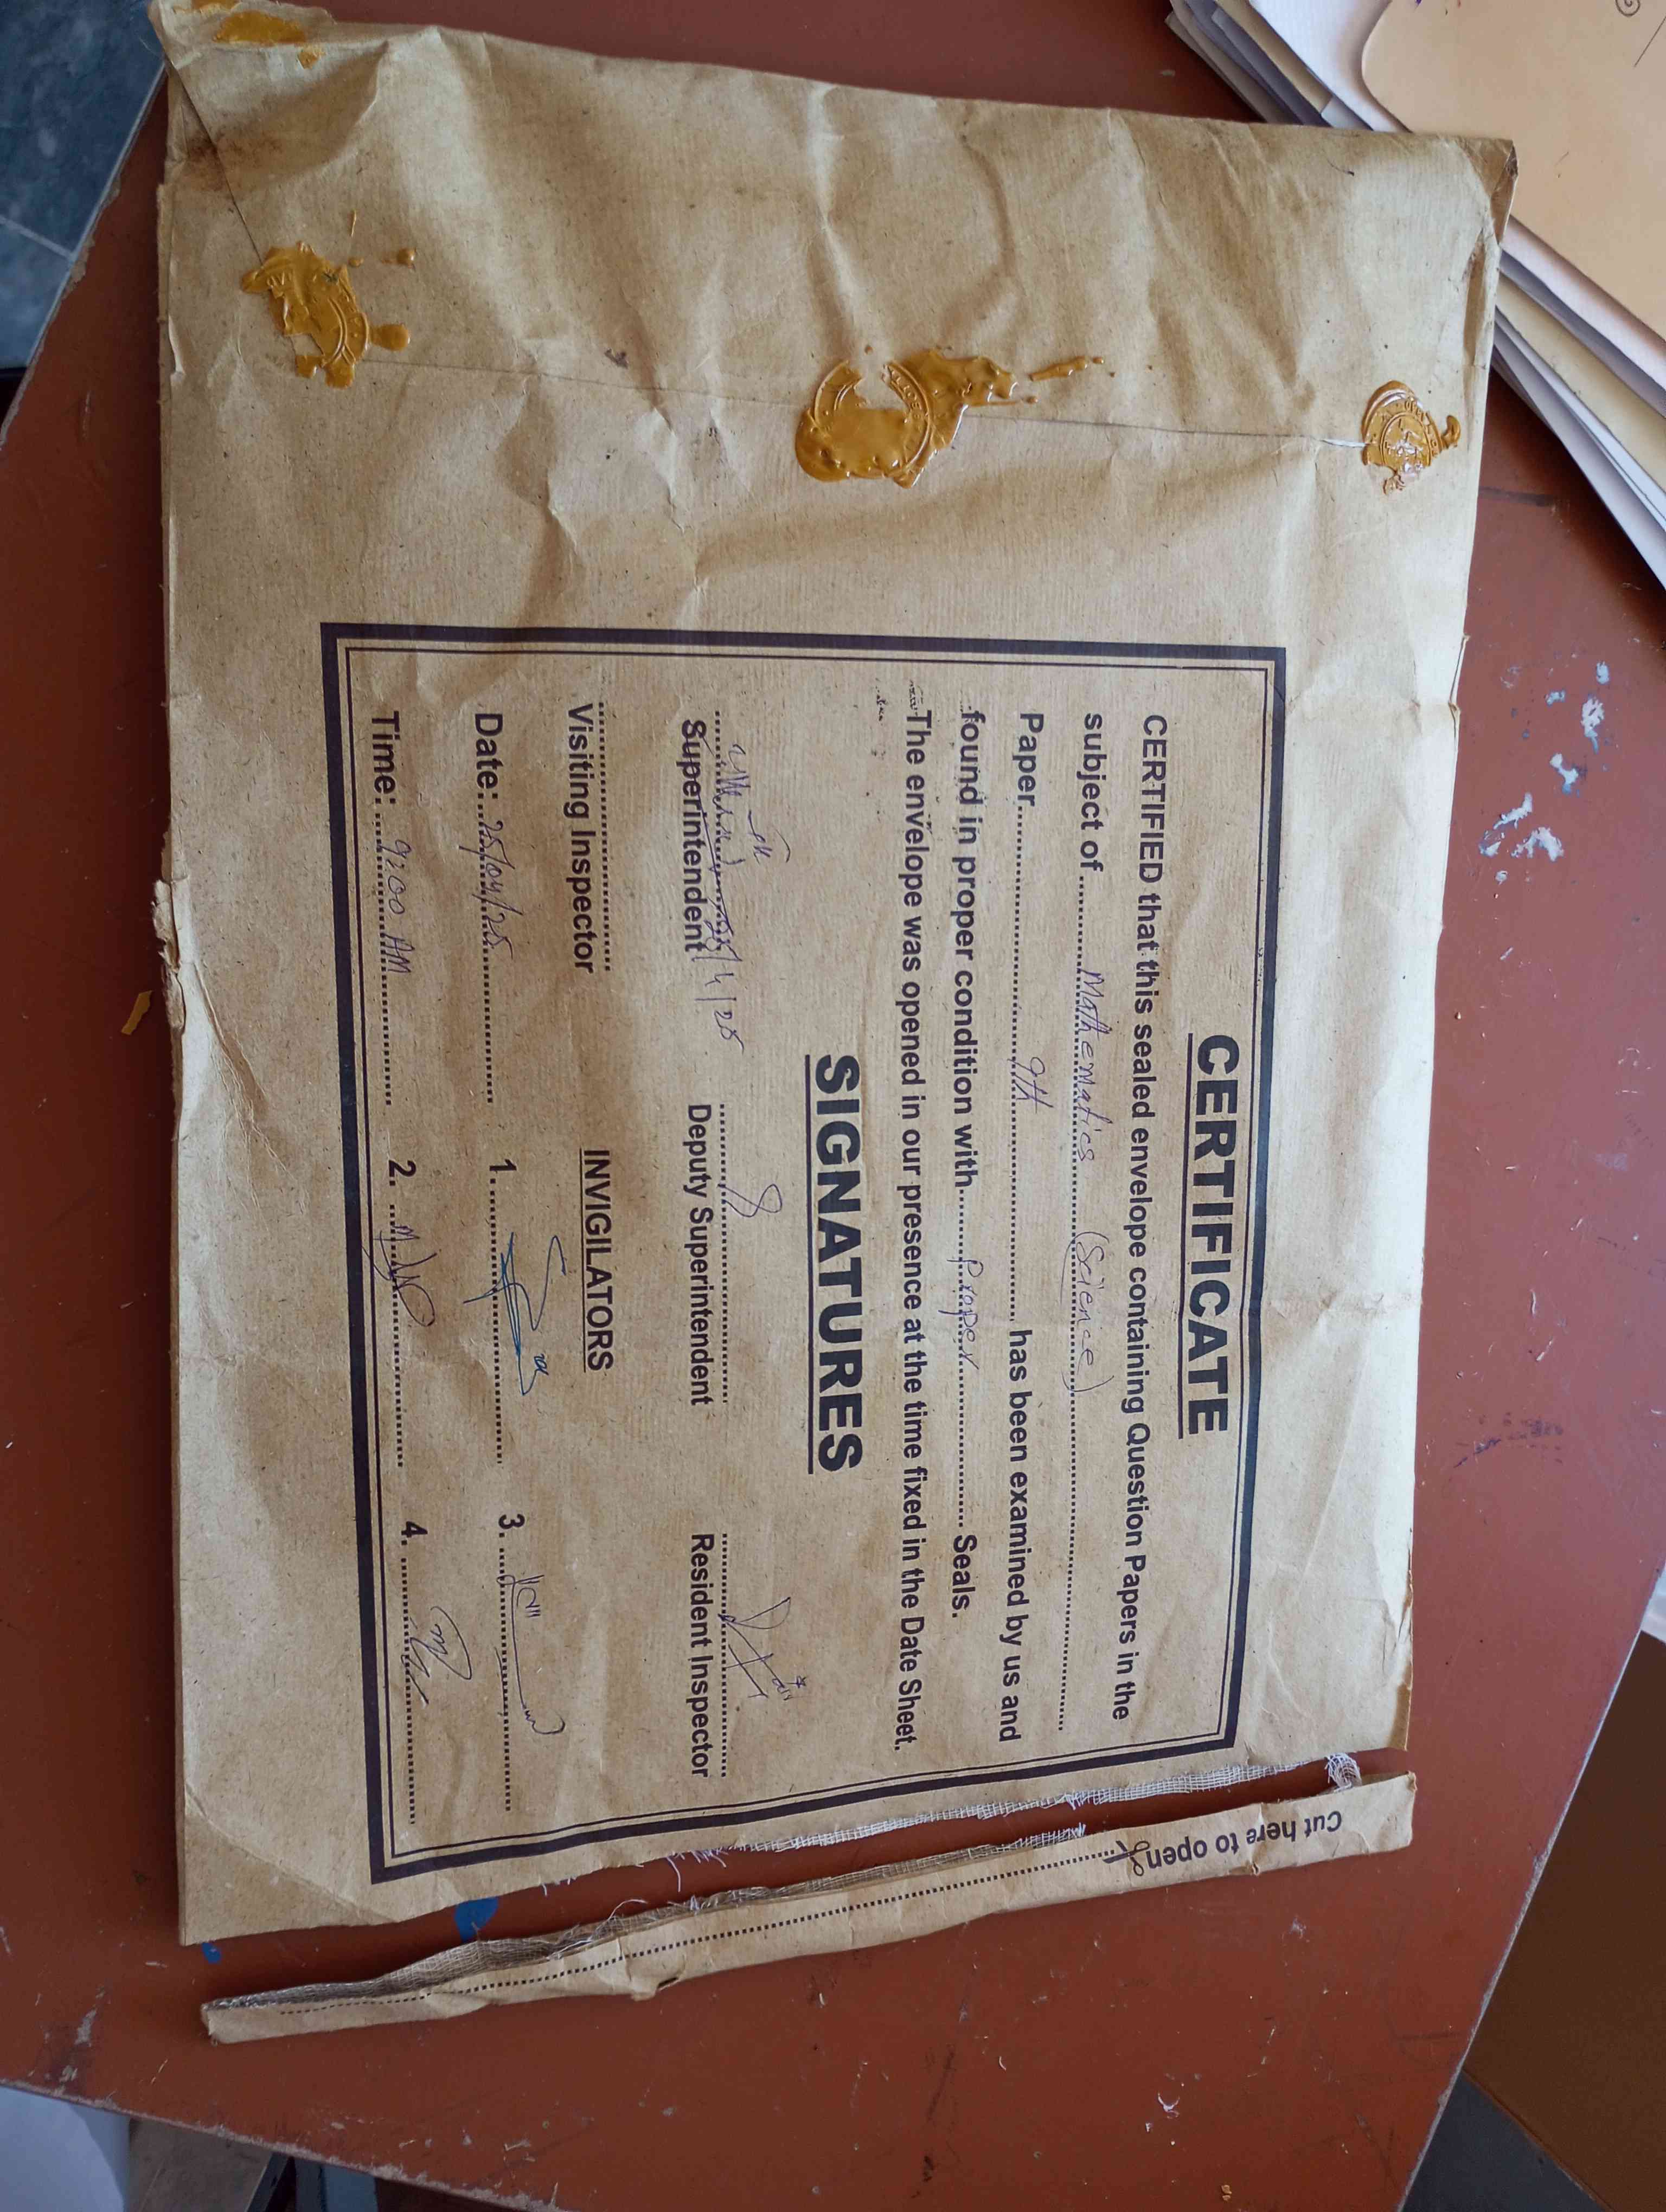 CERTIFICATE
CERTIFIED that this sealed envelope containing Question Papers in the
subject of Mathematics (Science)
Paper 9th has been examined by us and
found in proper condition with Proper Seals.
The envelope was opened in our presence at the time fixed in the Date Sheet.
SIGNATURES
25/4/25
Superintendent Deputy Superintendent Resident Inspector
Visiting Inspector INVIGILATORS
Date: 25/04/25 1. 3.
Time: 9:00 AM 2. 4.
Cut here to open